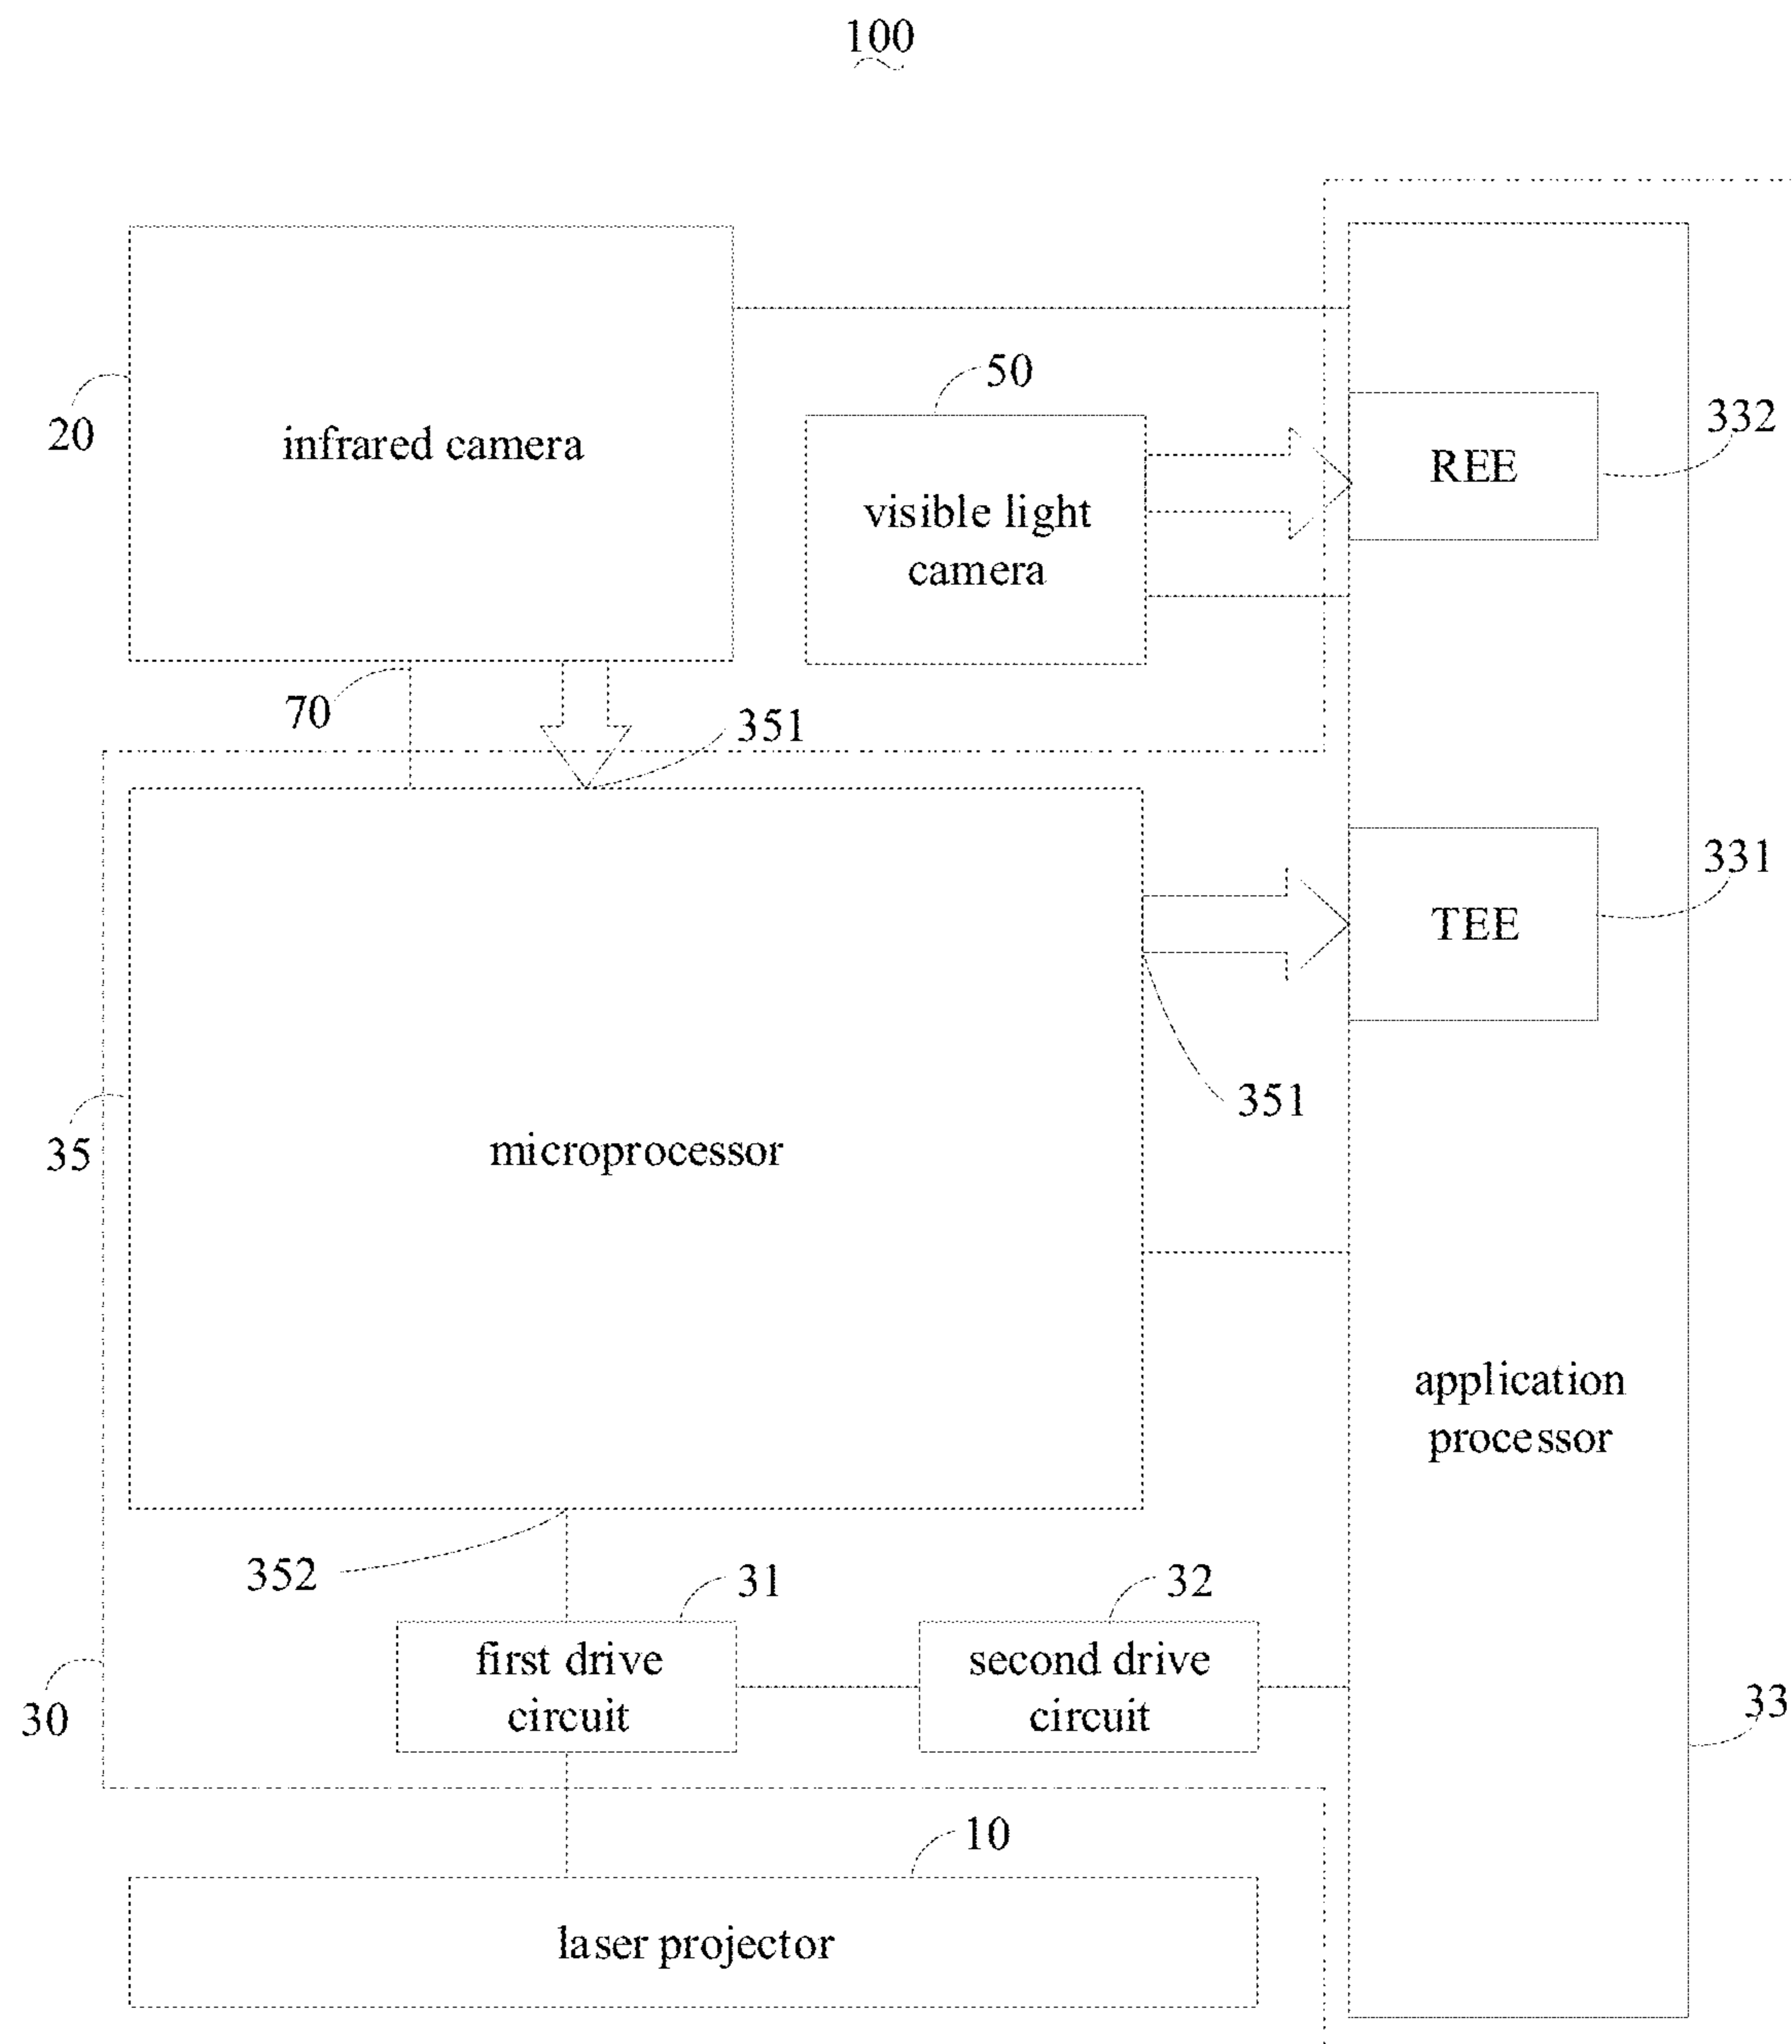 100
20
infrared camera
50
visible light
camera
REE
332
70
351
TEE
331
351
35
microprocessor
application
processor
352
31
32
first drive
circuit
second drive
circuit
30
33
10
laser projector